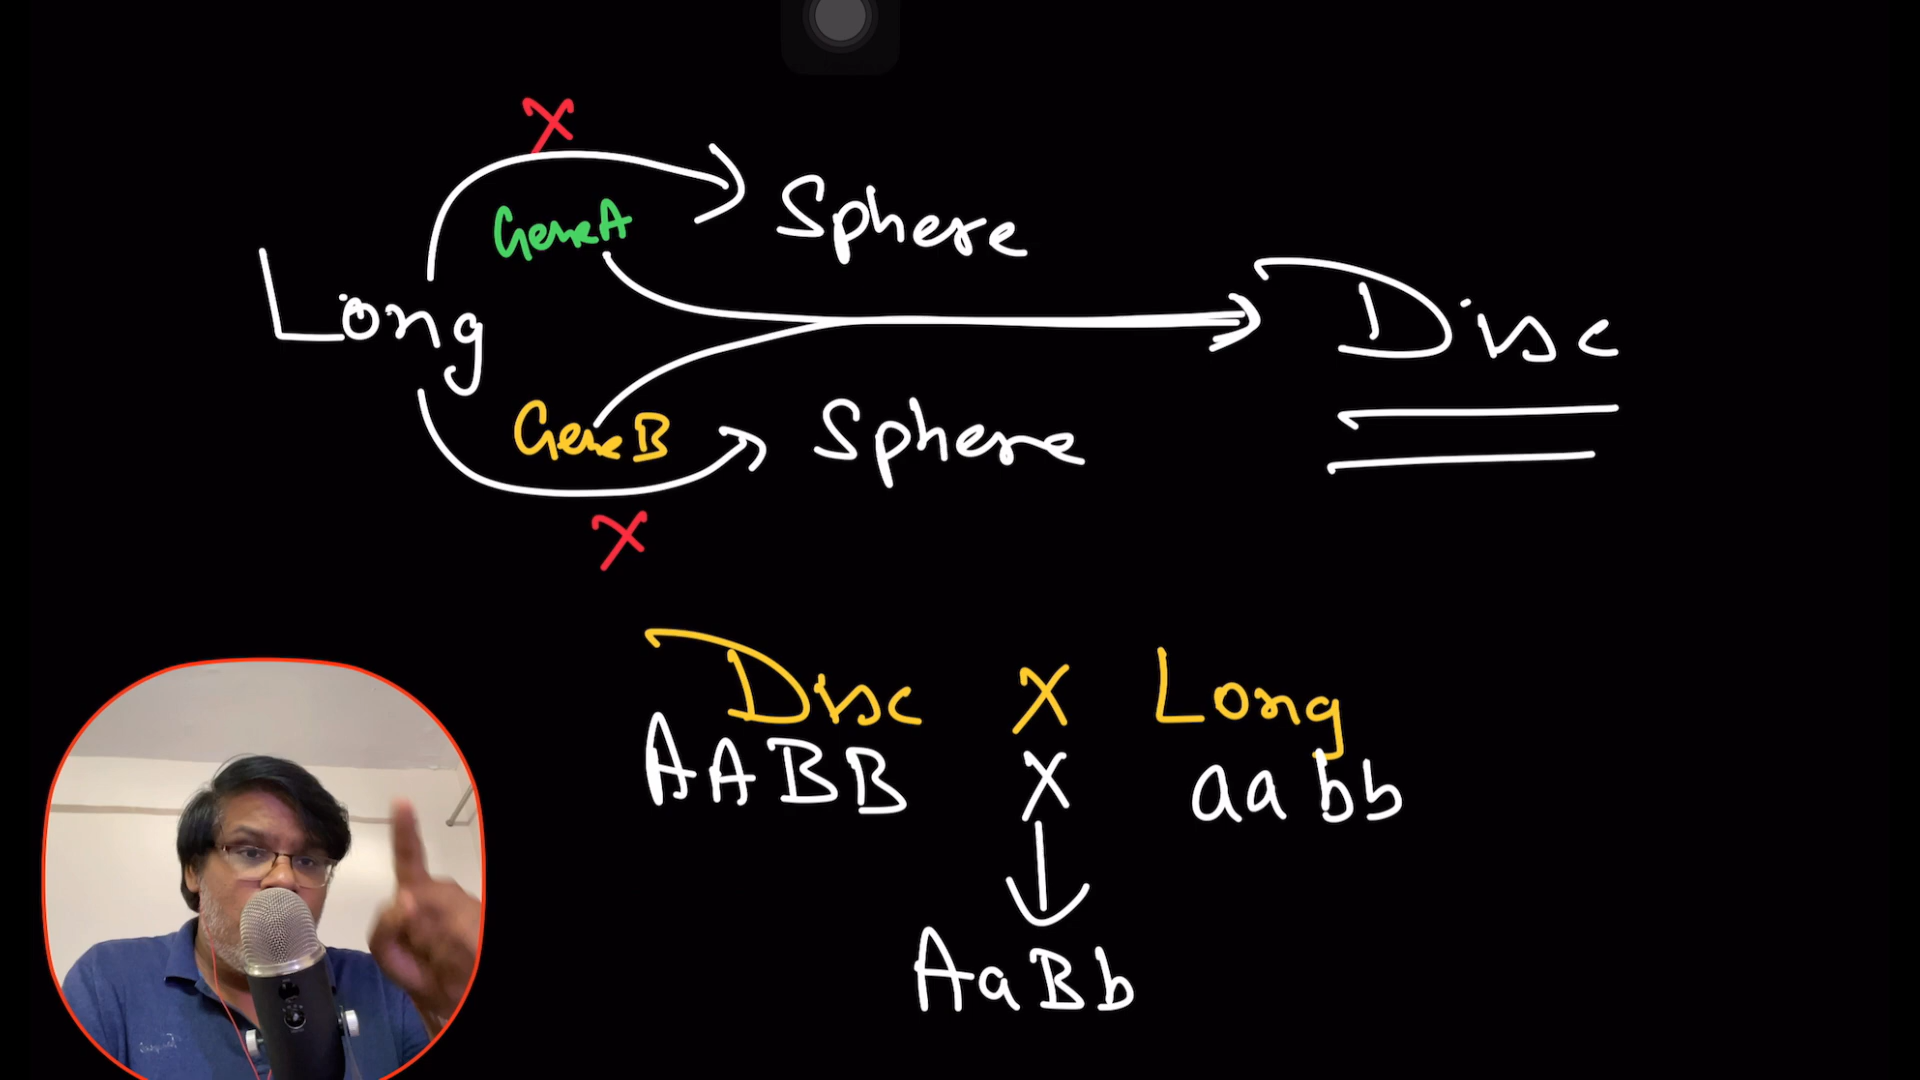 X
Sphere
Gene A
Long
Disc
Gene B
Sphere
X
Disc X Long
AABB X aabb
AaBb